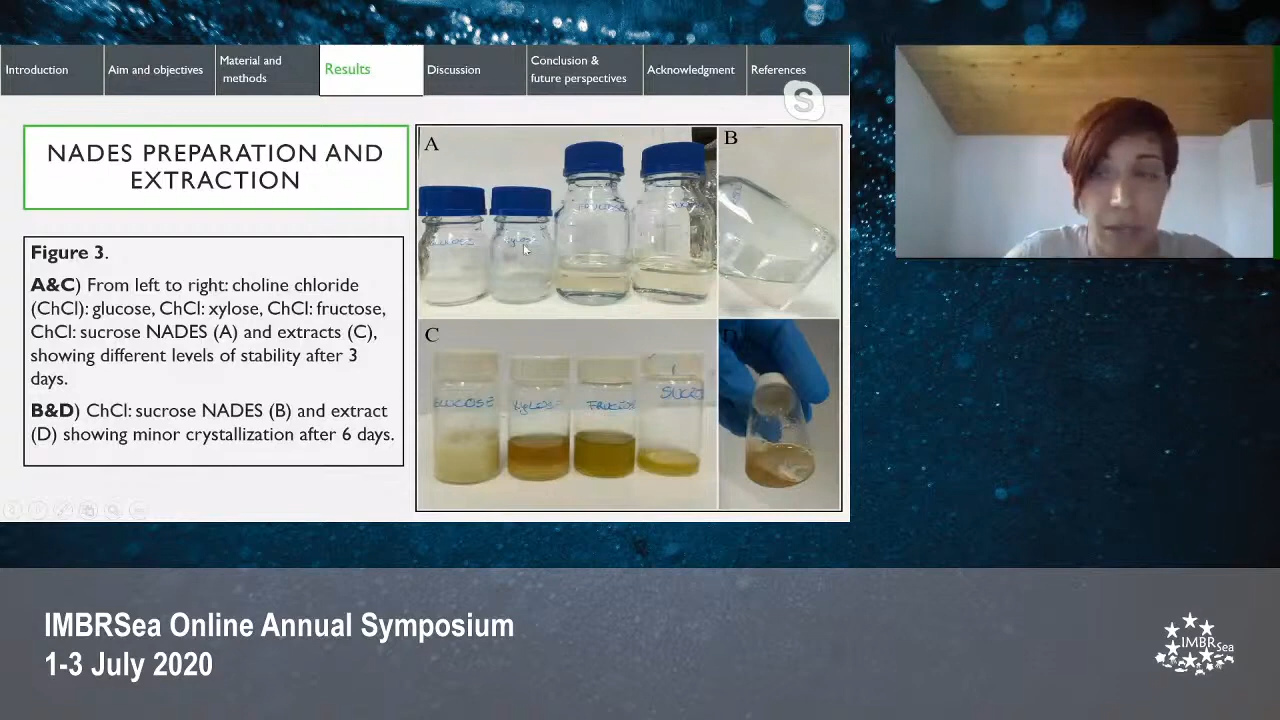 Introduction
Aim and objectives
Material and
methods
Results
Discussion
Conclusion &
future perspectives
Acknowledgment
References
S
NADES PREPARATION AND
EXTRACTION
Figure 3.
A&C) From left to right: choline chloride
(ChCl): glucose, ChCl: xylose, ChCl: fructose,
ChCl: sucrose NADES (A) and extracts (C),
showing different levels of stability after 3
days.
B&D) ChCl: sucrose NADES (B) and extract
(D) showing minor crystallization after 6 days.
A
B
FRUCTOSE
C
D
GLUCOSE
XYLOSE
FRUCTOS
SUCRO
IMBRSea Online Annual Symposium
1-3 July 2020
IMBRSea